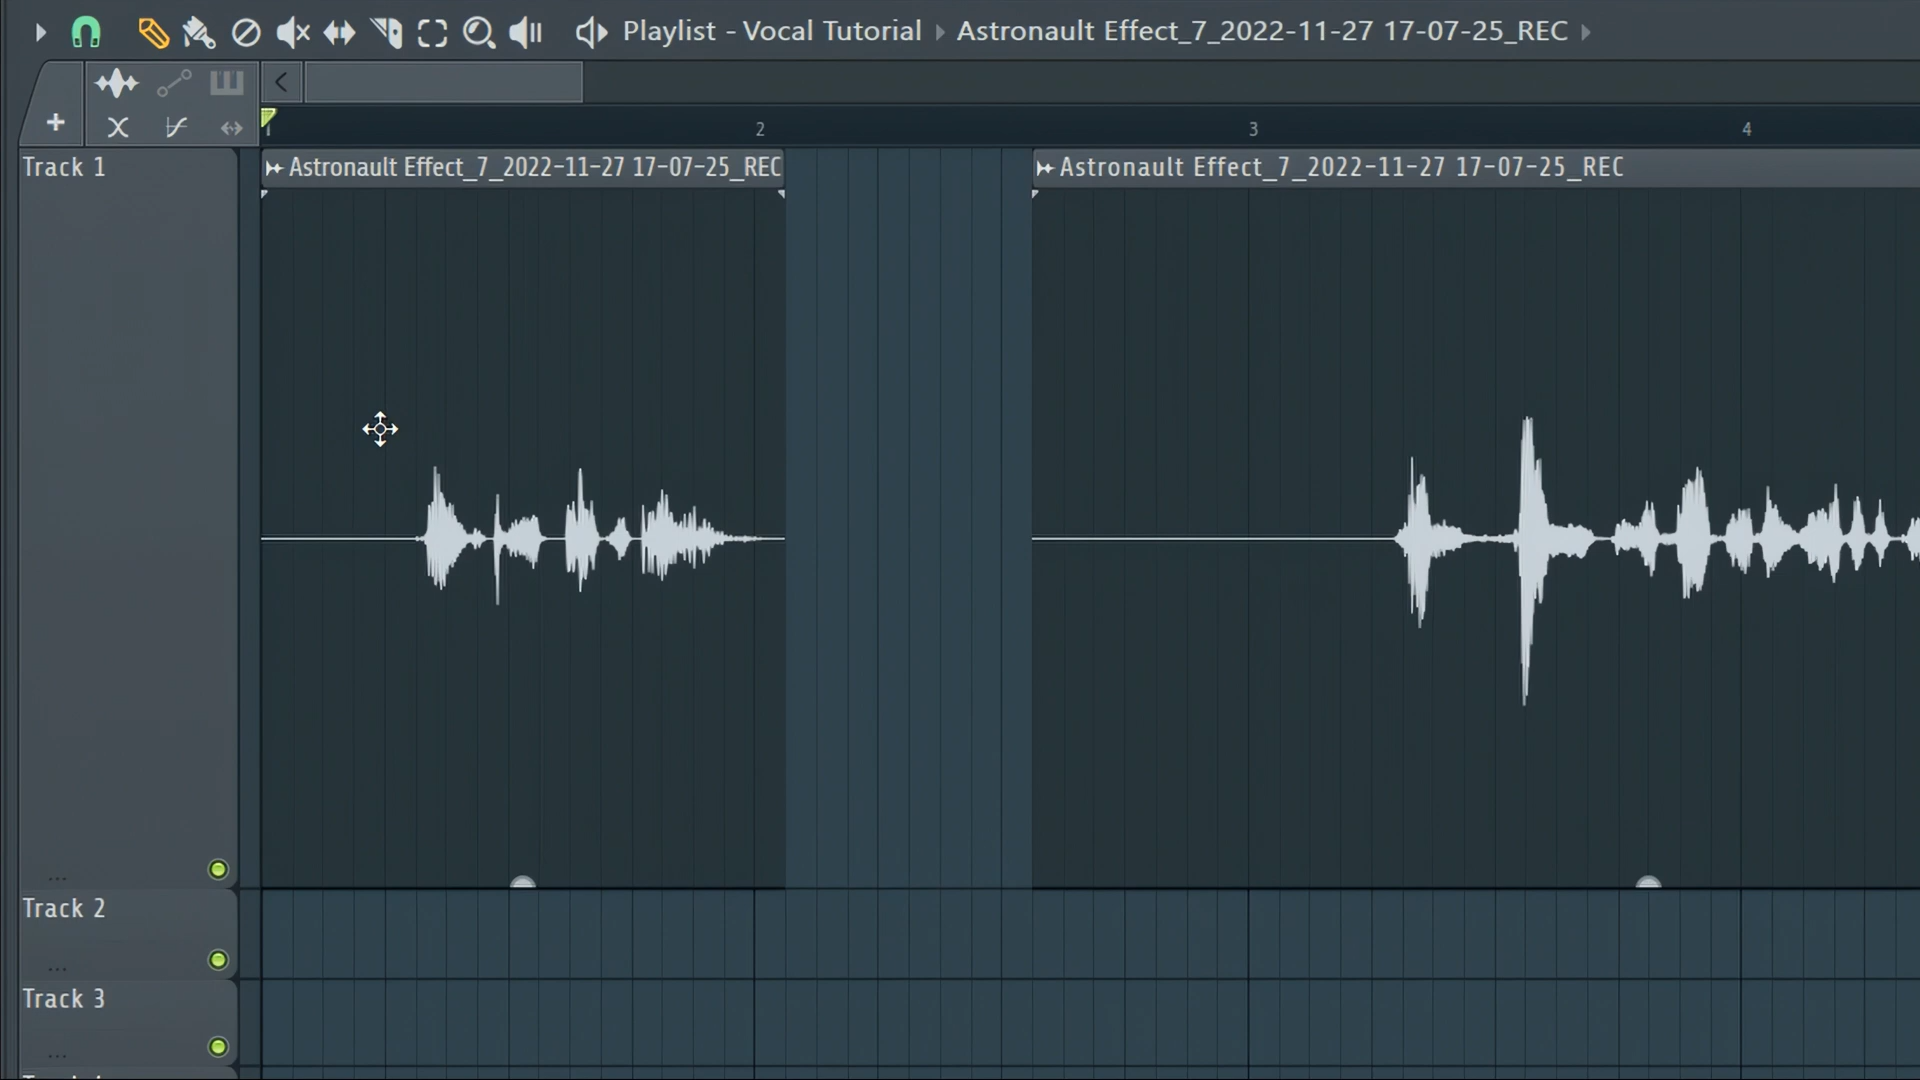 Playlist - Vocal Tutorial Astronault Effect_7_2022-11-27 17-07-25_REC
1 2 3 4
Track 1
Astronault Effect_7_2022-11-27 17-07-25_REC
Astronault Effect_7_2022-11-27 17-07-25_REC
...
Track 2
...
Track 3
...